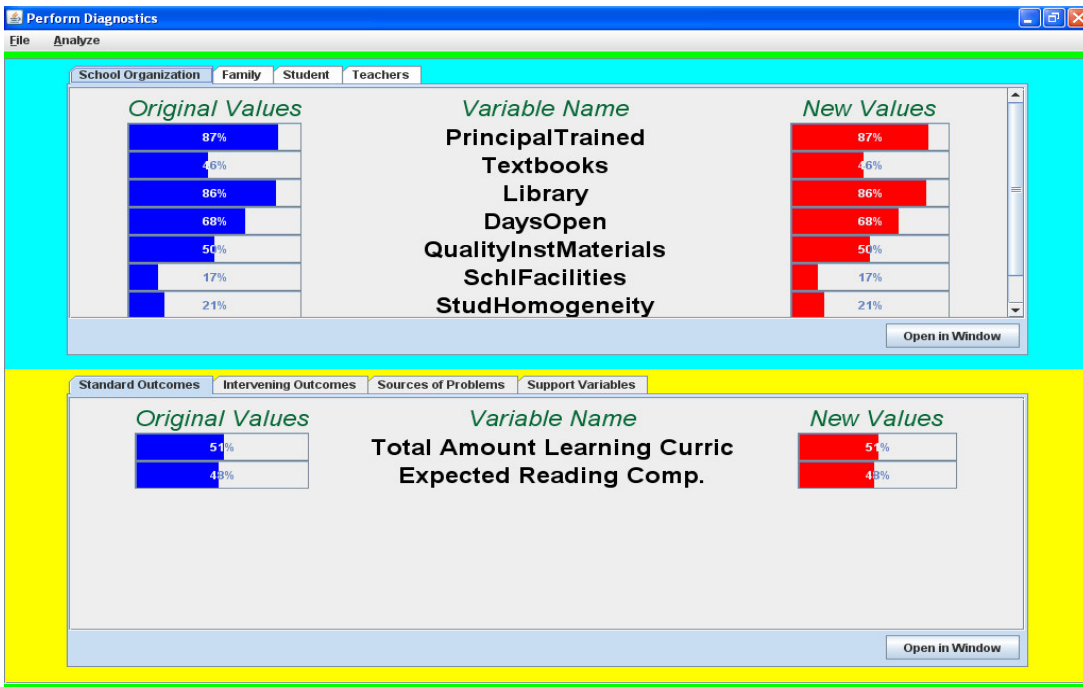 Perform Diagnostics
File Analyze
School Organization Family Student Teachers
Original Values Variable Name New Values
87% PrincipalTrained 87%
46% Textbooks 46%
86% Library 86%
68% DaysOpen 68%
50% QualityInstMaterials 50%
17% SchlFacilities 17%
21% StudHomogeneity 21%
Open in Window
Standard Outcomes Intervening Outcomes Sources of Problems Support Variables
Original Values Variable Name New Values
51% Total Amount Learning Curric 51%
48% Expected Reading Comp. 48%
Open in Window